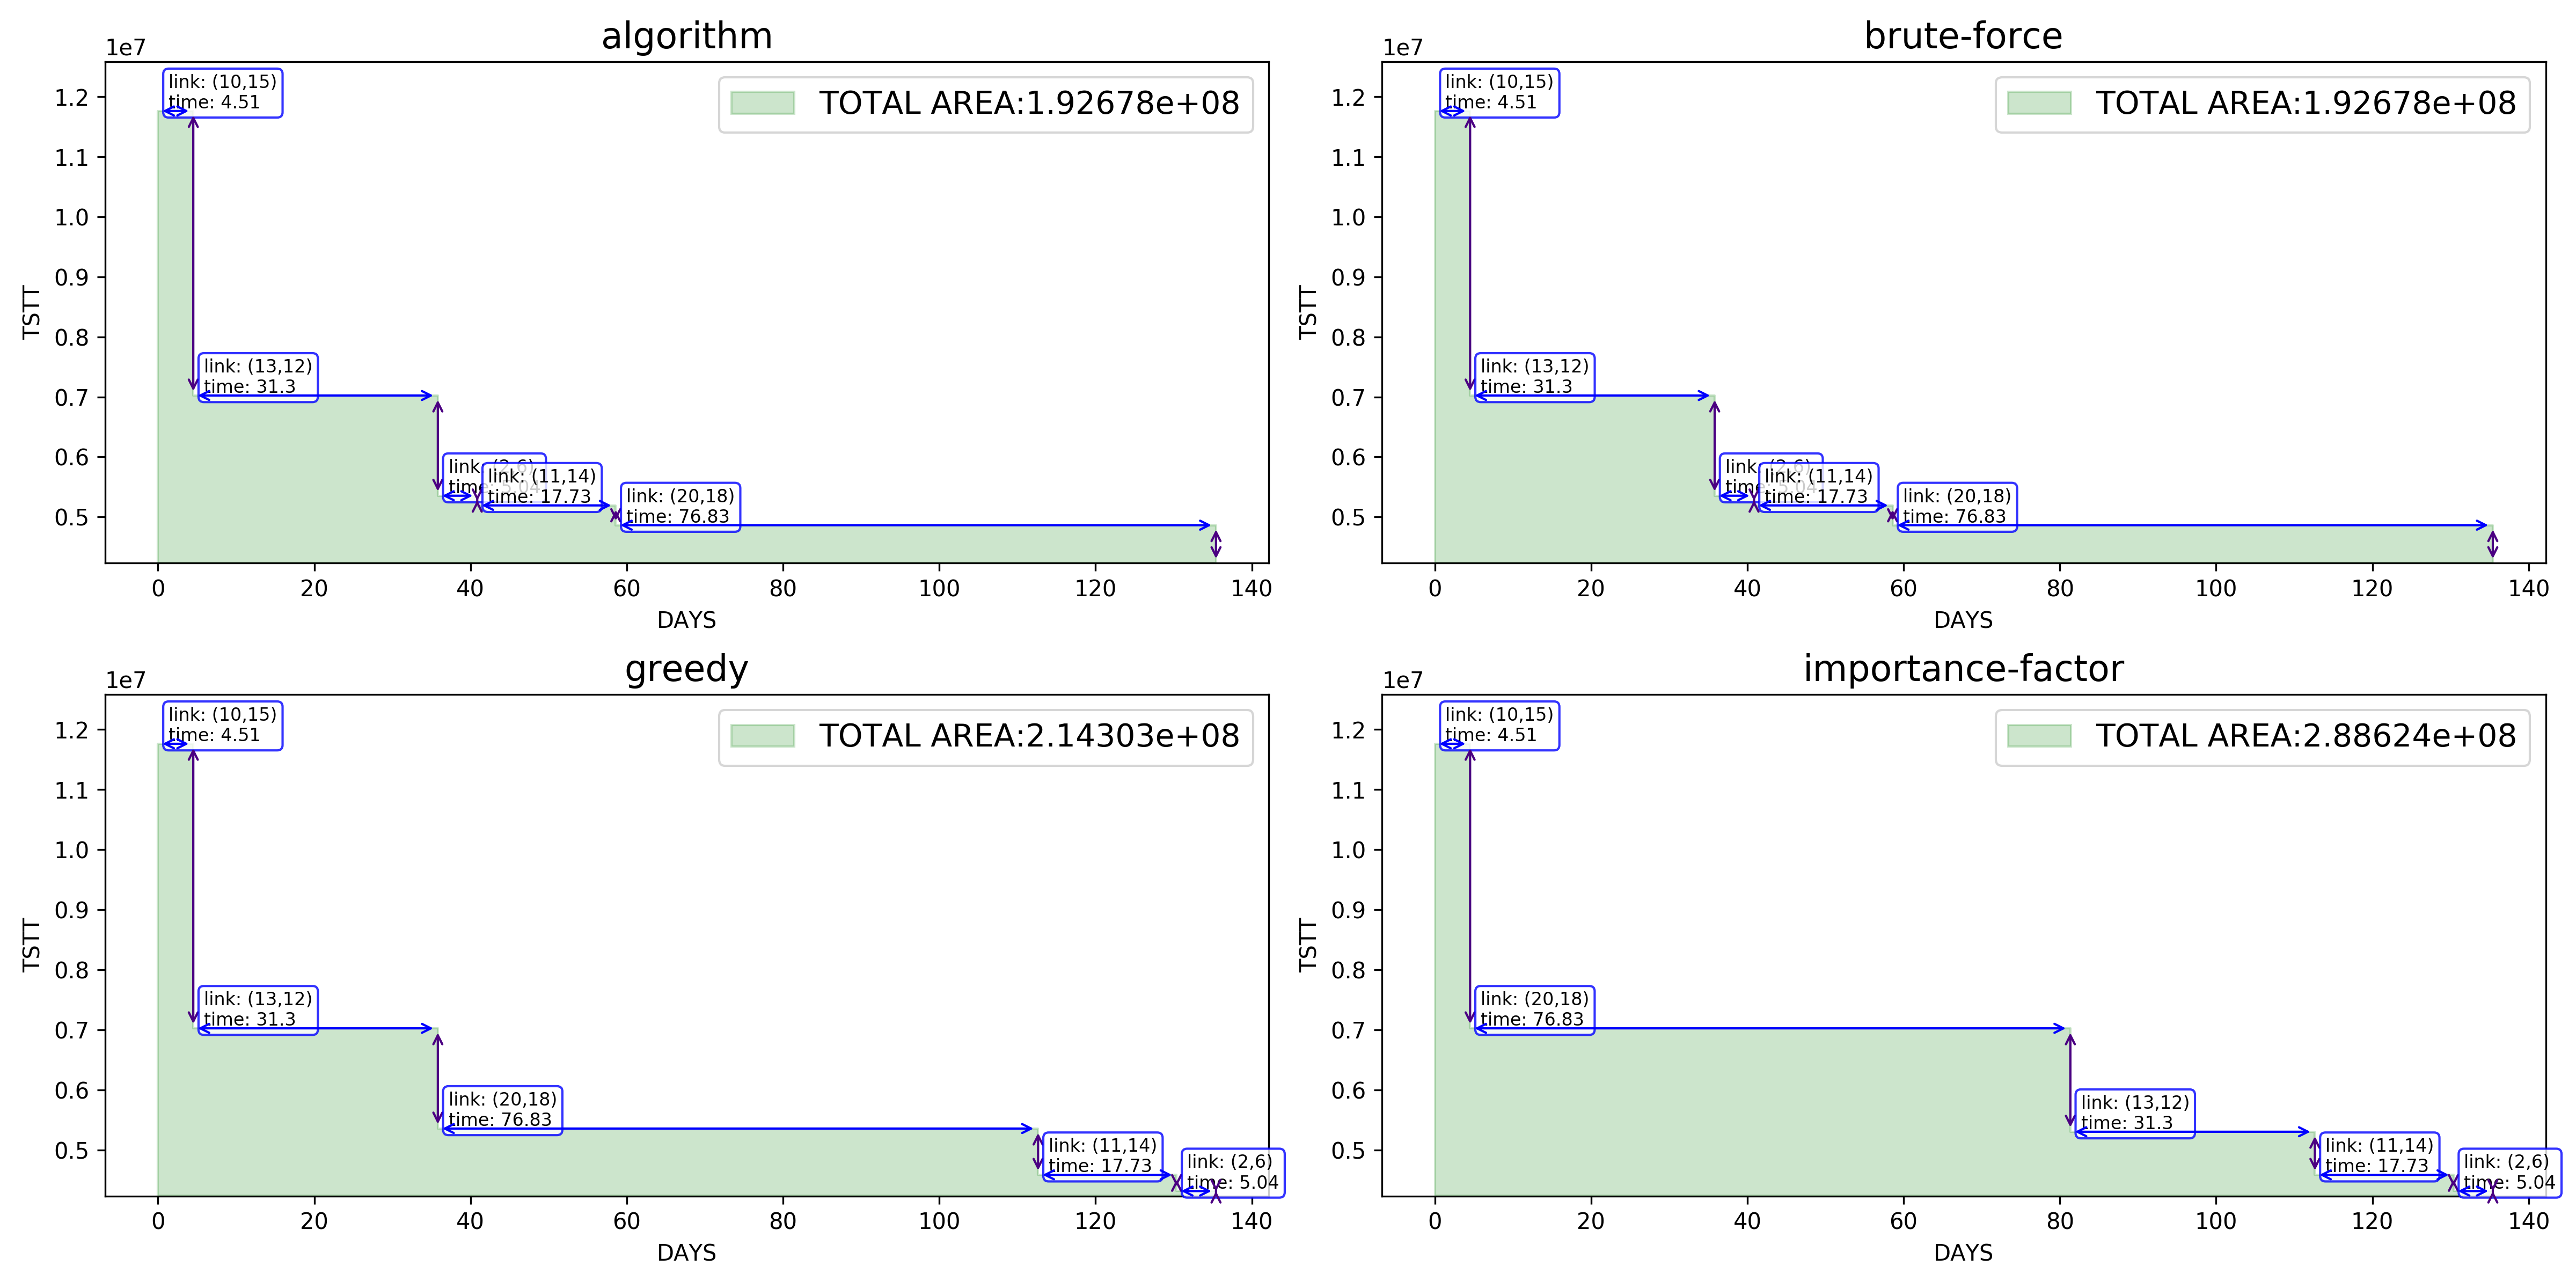 algorithm
1e7
link: (10,15)
time: 4.51
TOTAL AREA:1.92678e+08
1.2
1.1
1.0
0.9
0.8
0.7
0.6
0.5
TSTT
link: (13,12)
time: 31.3
link: (2,6)
time: 5.04
link: (11,14)
time: 17.73
link: (20,18)
time: 76.83
0 20 40 60 80 100 120 140
DAYS
brute-force
1e7
link: (10,15)
time: 4.51
TOTAL AREA:1.92678e+08
1.2
1.1
1.0
0.9
0.8
0.7
0.6
0.5
TSTT
link: (13,12)
time: 31.3
link: (2,6)
time: 5.04
link: (11,14)
time: 17.73
link: (20,18)
time: 76.83
0 20 40 60 80 100 120 140
DAYS
greedy
1e7
link: (10,15)
time: 4.51
TOTAL AREA:2.14303e+08
1.2
1.1
1.0
0.9
0.8
0.7
0.6
0.5
TSTT
link: (13,12)
time: 31.3
link: (20,18)
time: 76.83
link: (11,14)
time: 17.73
link: (2,6)
time: 5.04
0 20 40 60 80 100 120 140
DAYS
importance-factor
1e7
link: (10,15)
time: 4.51
TOTAL AREA:2.88624e+08
1.2
1.1
1.0
0.9
0.8
0.7
0.6
0.5
TSTT
link: (20,18)
time: 76.83
link: (13,12)
time: 31.3
link: (11,14)
time: 17.73
link: (2,6)
time: 5.04
0 20 40 60 80 100 120 140
DAYS